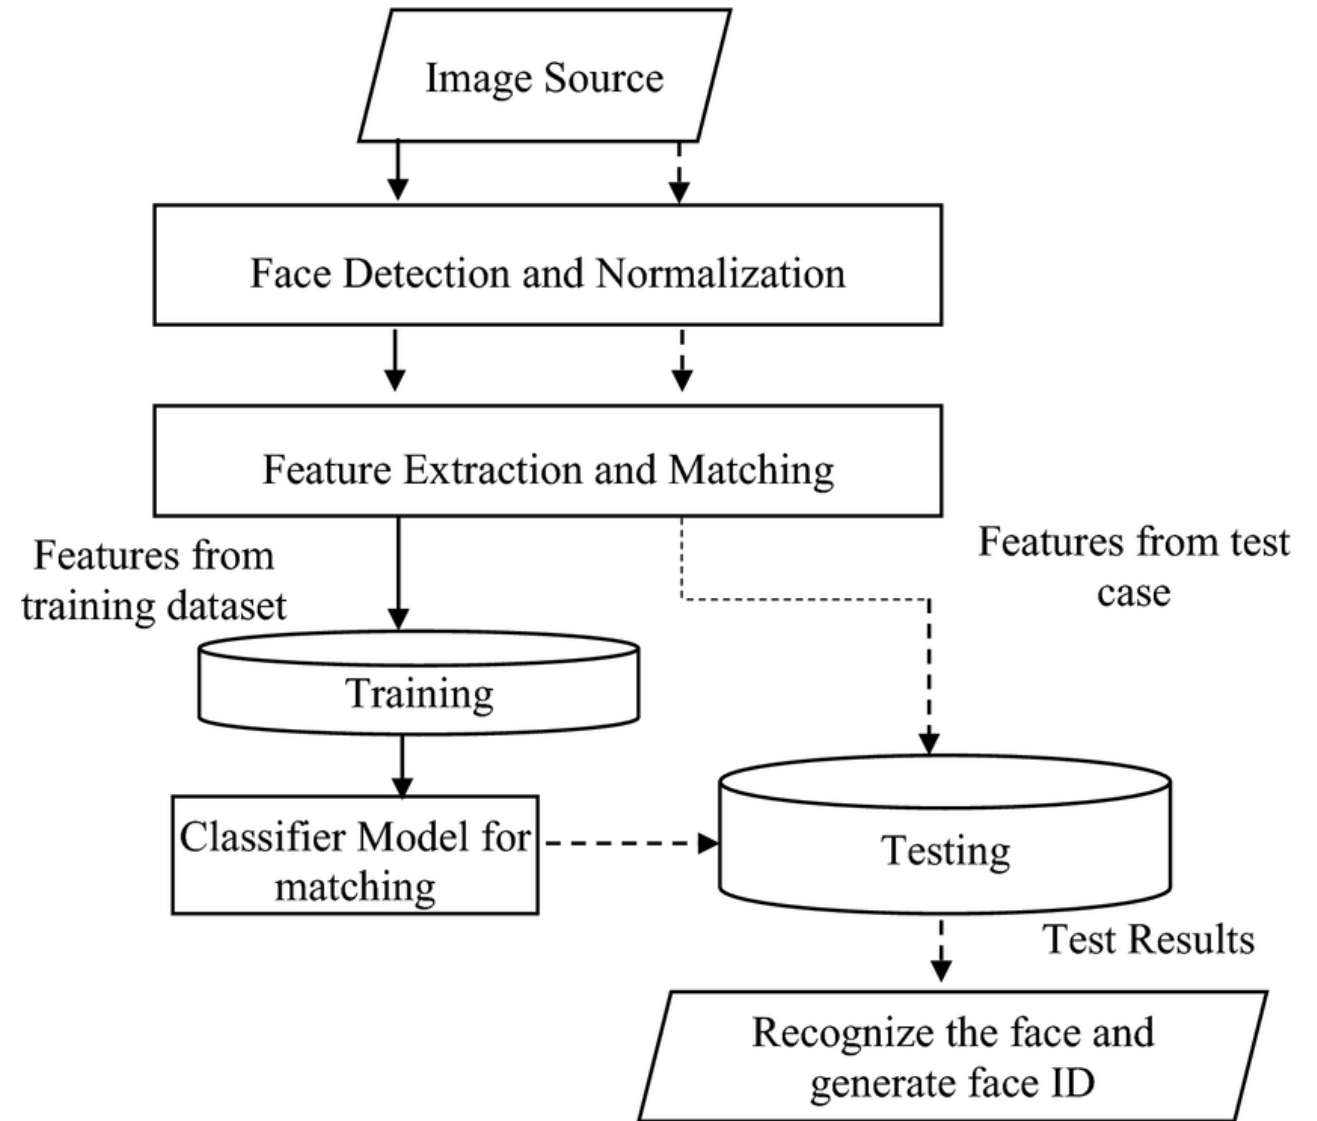 Image Source
Face Detection and Normalization
Feature Extraction and Matching
Features from
training dataset
Features from test
case
Training
Classifier Model for
matching
Testing
Test Results
Recognize the face and
generate face ID